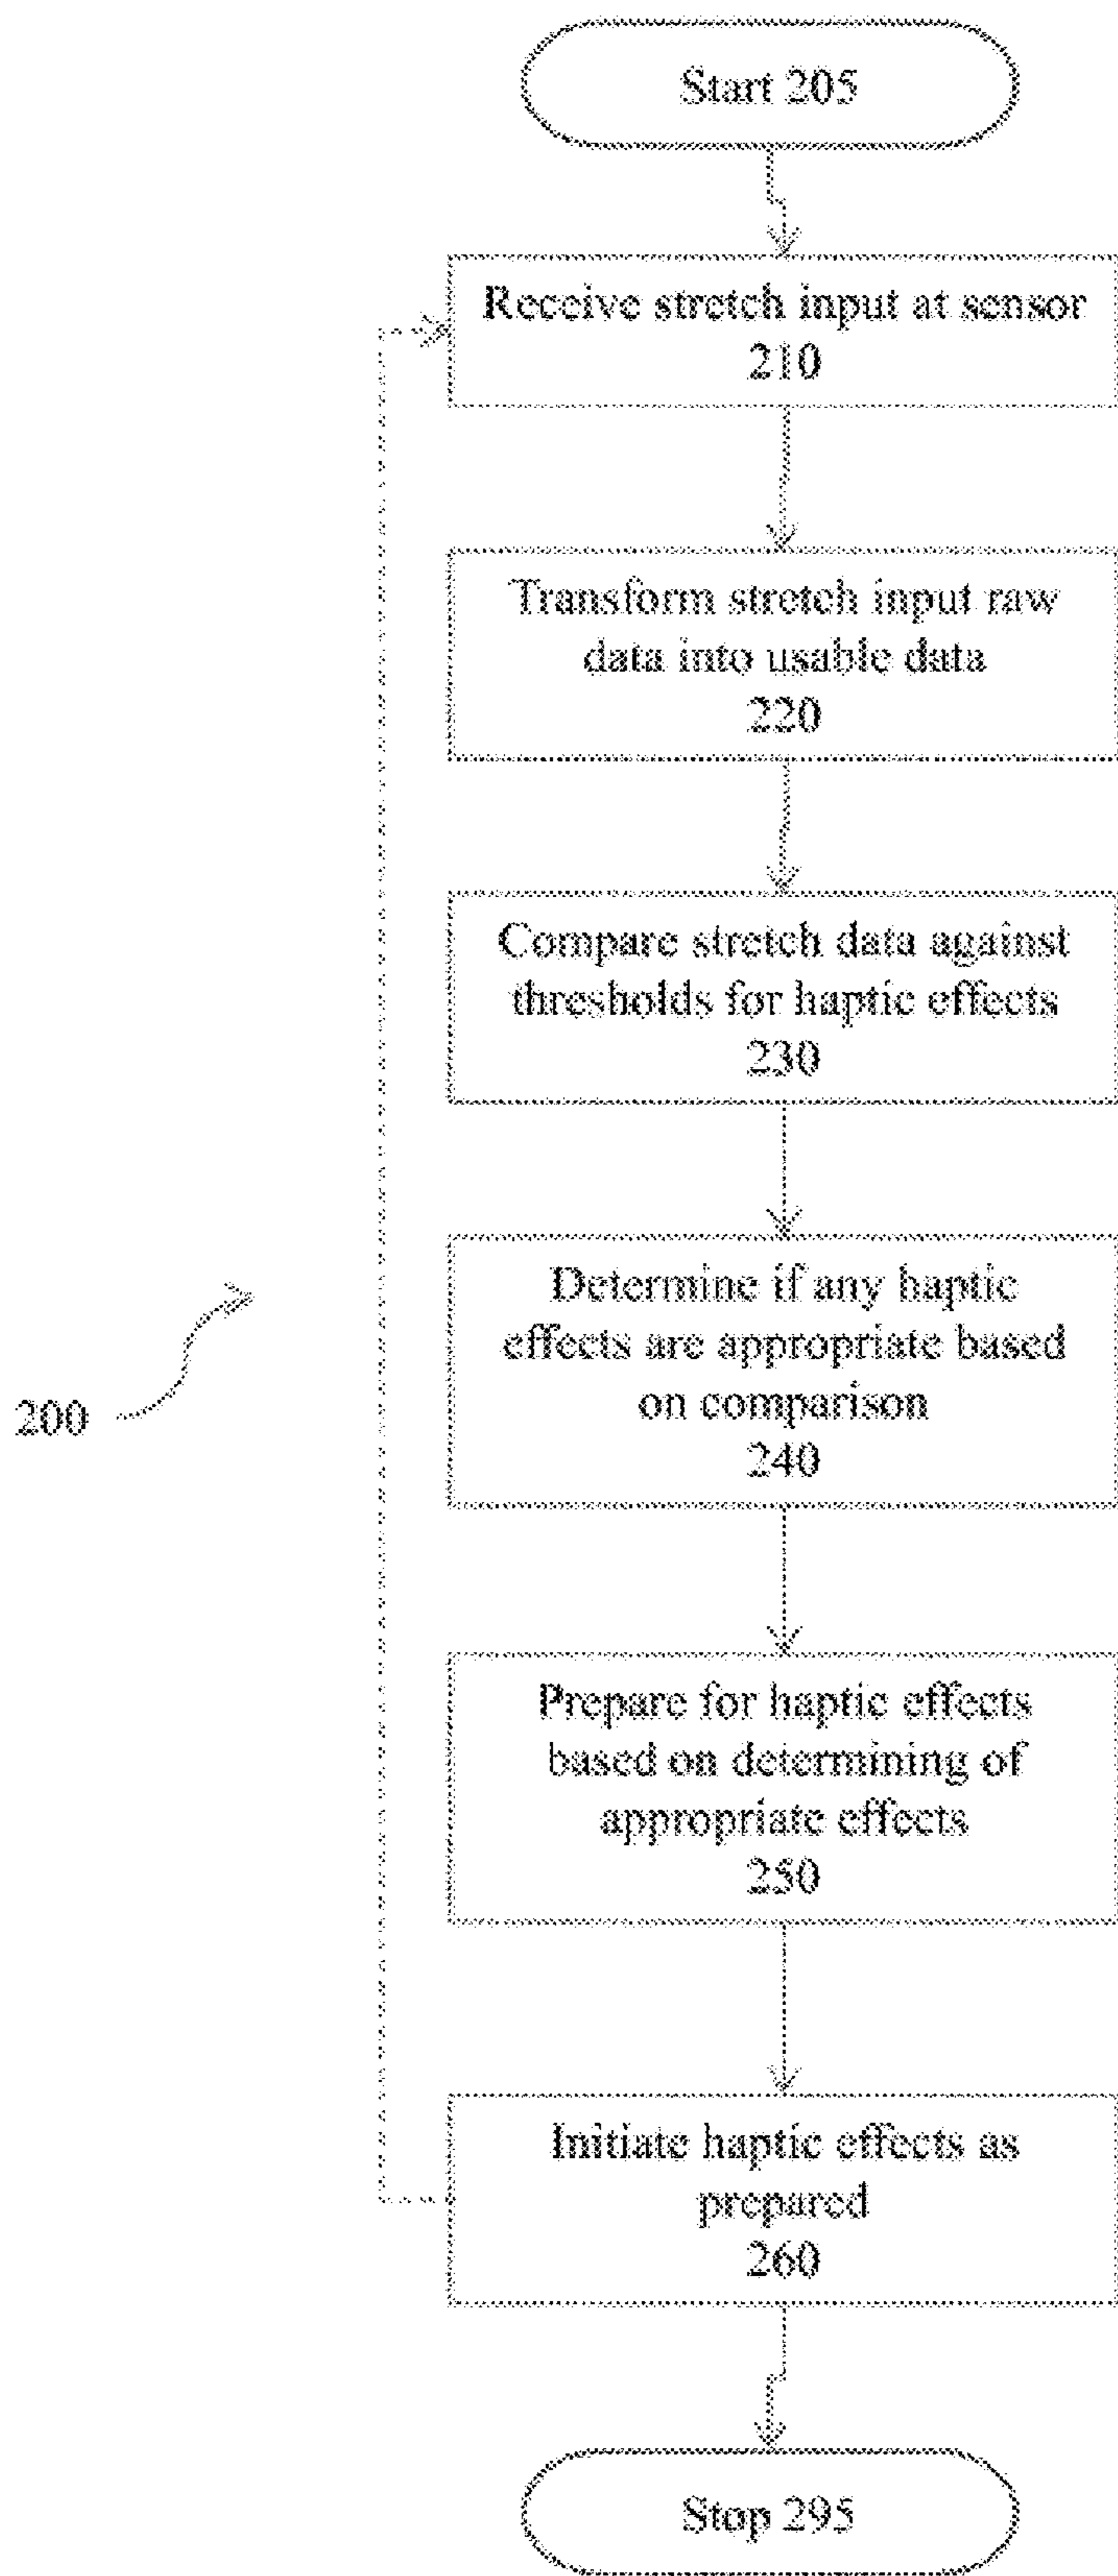 Start 205
Receive stretch input at sensor
210
Transform stretch input raw
data into usable data
220
Compare stretch data against
thresholds for haptic effects
230
Determine if any haptic
effects are appropriate based
on comparison
240
200
Prepare for haptic effects
based on determining of
appropriate effects
250
Initiate haptic effects as
prepared
260
Stop 295